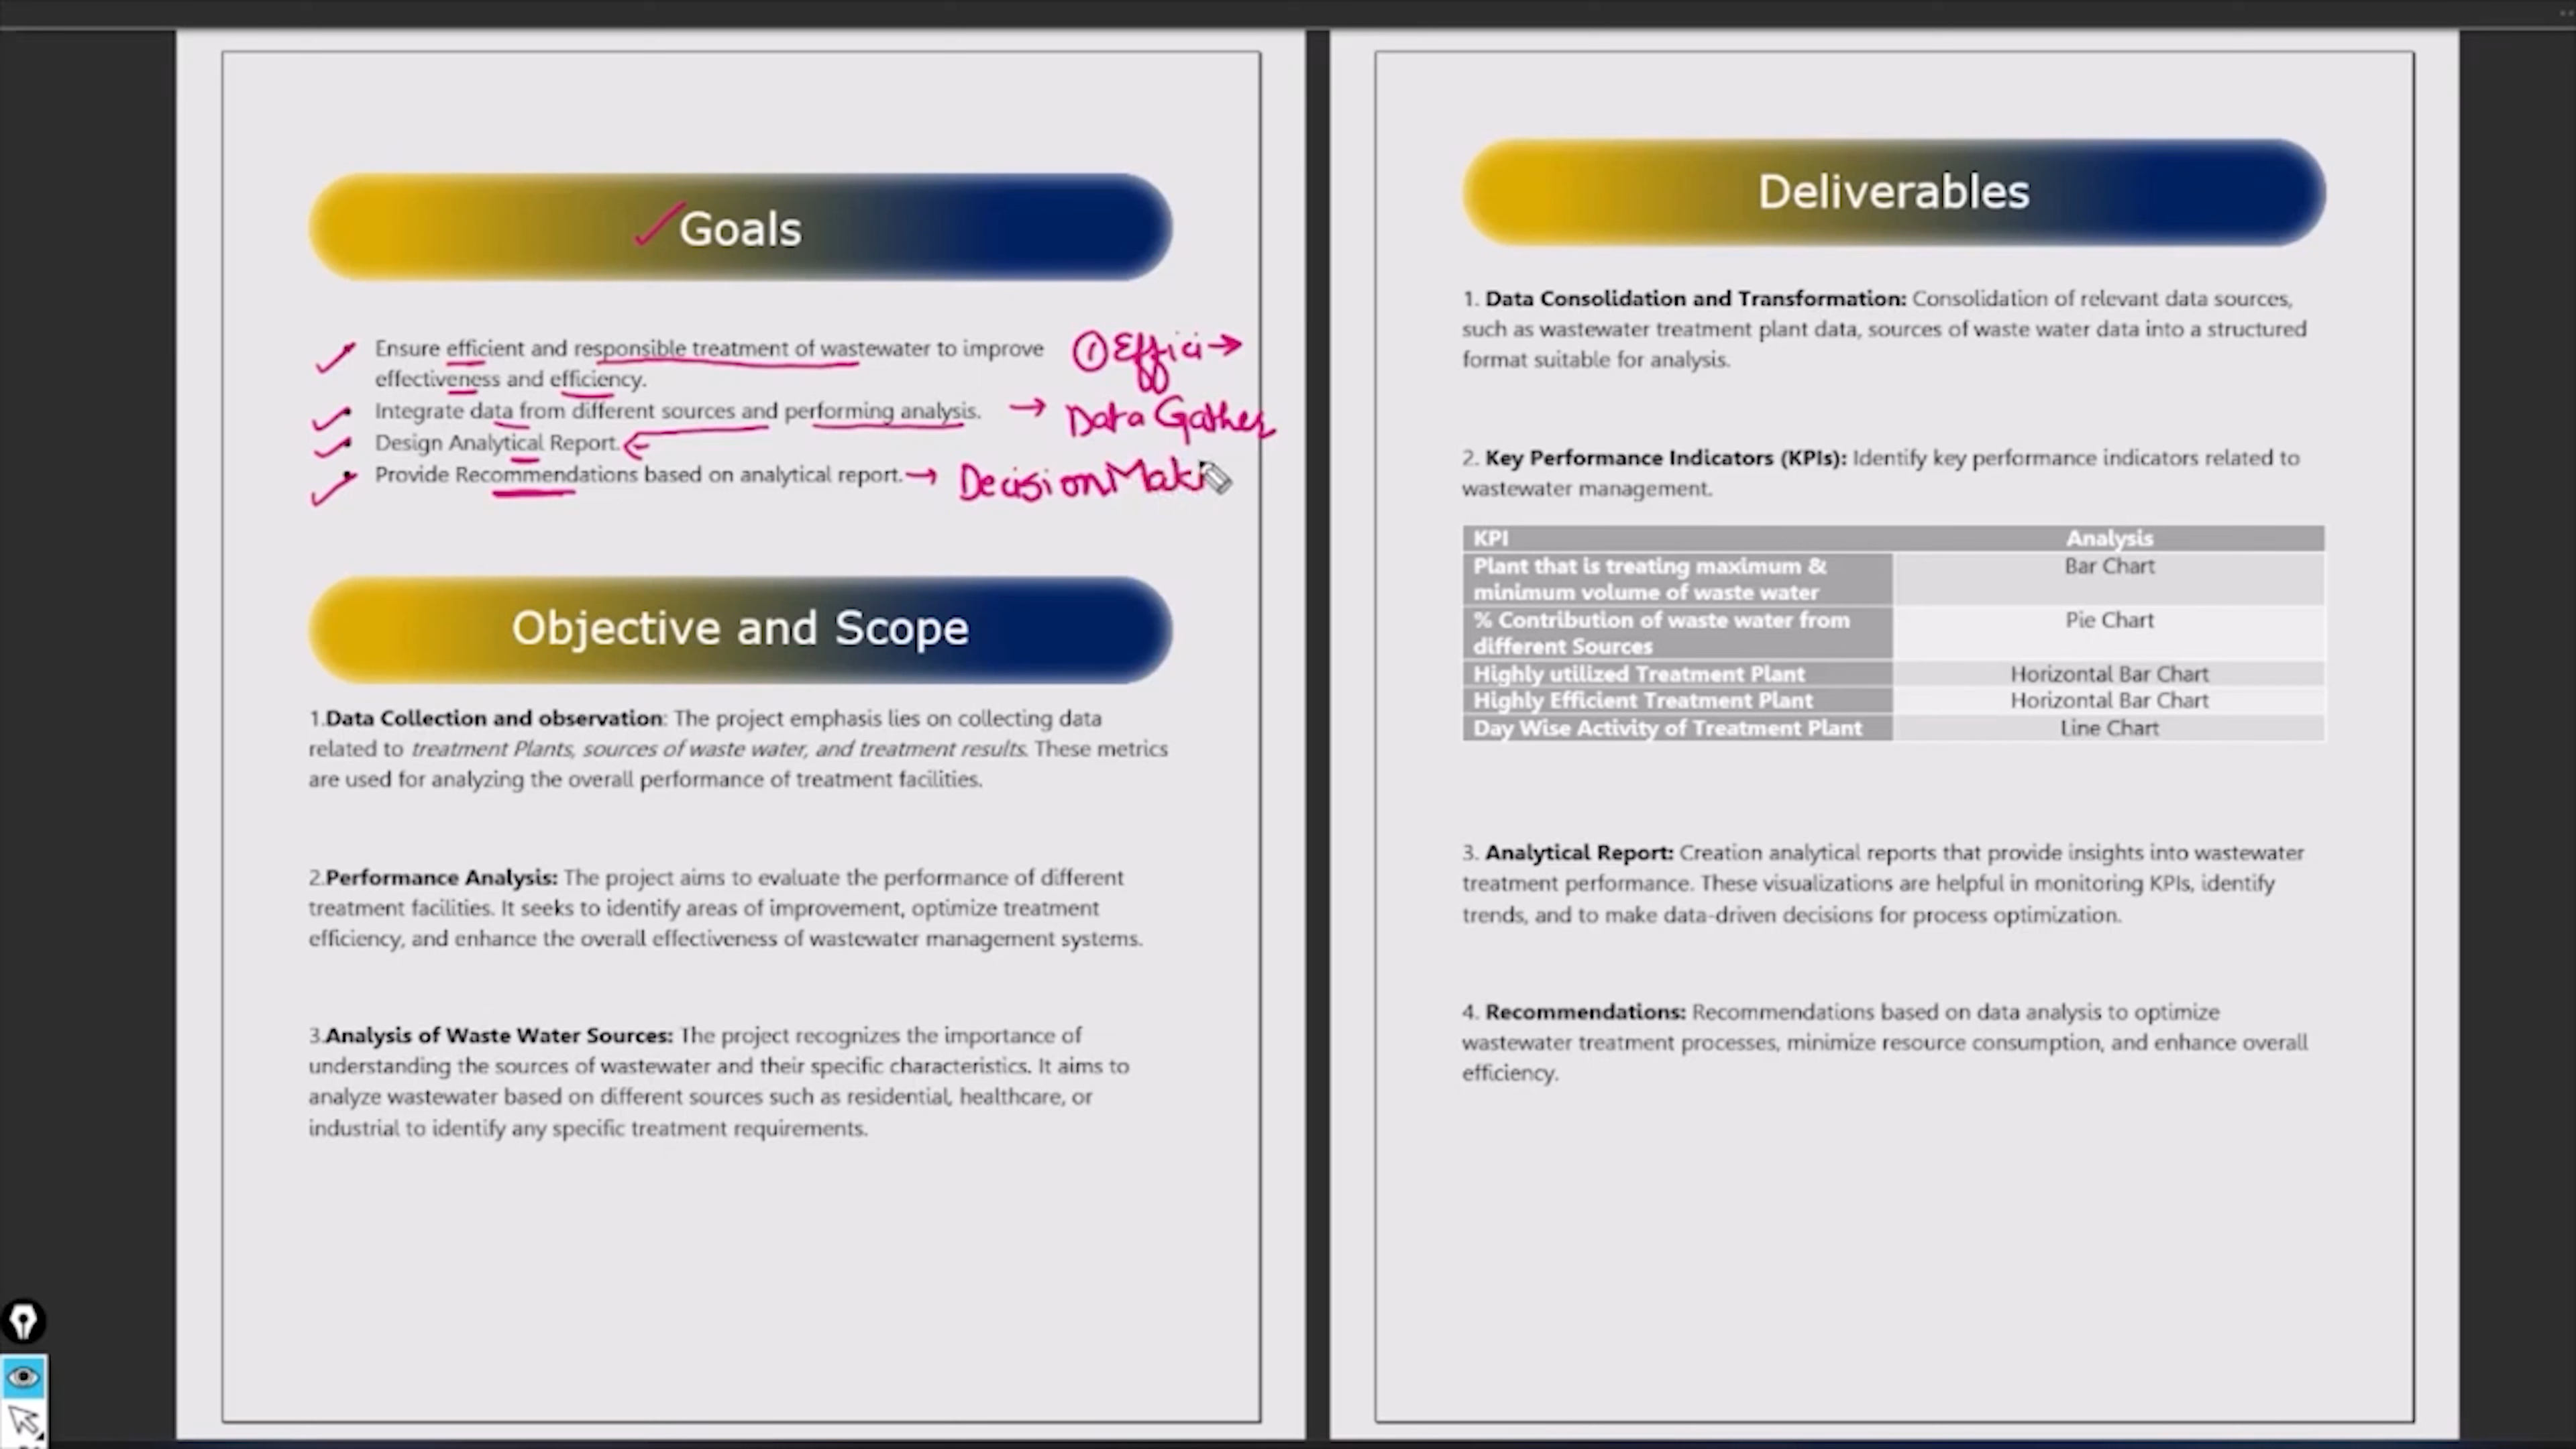 Goals
Ensure efficient and responsible treatment of wastewater to improve
effectiveness and efficiency.
① Effici →
Integrate data from different sources and performing analysis.
→ Data Gather
Design Analytical Report.
Provide Recommendations based on analytical report.
→ Decision Maki
Objective and Scope
1.Data Collection and observation: The project emphasis lies on collecting data
related to treatment Plants, sources of waste water, and treatment results. These metrics
are used for analyzing the overall performance of treatment facilities.
2.Performance Analysis: The project aims to evaluate the performance of different
treatment facilities. It seeks to identify areas of improvement, optimize treatment
efficiency, and enhance the overall effectiveness of wastewater management systems.
3.Analysis of Waste Water Sources: The project recognizes the importance of
understanding the sources of wastewater and their specific characteristics. It aims to
analyze wastewater based on different sources such as residential, healthcare, or
industrial to identify any specific treatment requirements.
Deliverables
1. Data Consolidation and Transformation: Consolidation of relevant data sources,
such as wastewater treatment plant data, sources of waste water data into a structured
format suitable for analysis.
2. Key Performance Indicators (KPIs): Identify key performance indicators related to
wastewater management.
KPI Analysis
Plant that is treating maximum & Bar Chart
minimum volume of waste water
% Contribution of waste water from Pie Chart
different Sources
Highly utilized Treatment Plant Horizontal Bar Chart
Highly Efficient Treatment Plant Horizontal Bar Chart
Day Wise Activity of Treatment Plant Line Chart
3. Analytical Report: Creation analytical reports that provide insights into wastewater
treatment performance. These visualizations are helpful in monitoring KPIs, identify
trends, and to make data-driven decisions for process optimization.
4. Recommendations: Recommendations based on data analysis to optimize
wastewater treatment processes, minimize resource consumption, and enhance overall
efficiency.